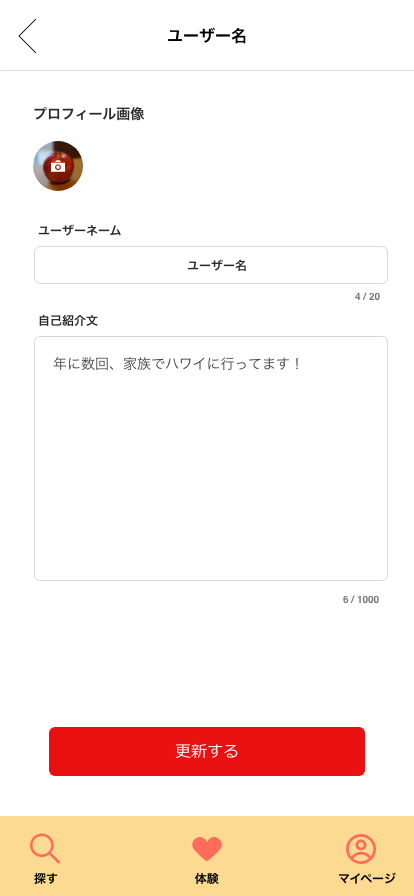 ユーザー名
プロフィール画像
ユーザーネーム
ユーザー名
4 / 20
自己紹介文
年に数回、家族でハワイに行ってます！
6 / 1000
更新する
探す
体験
マイページ